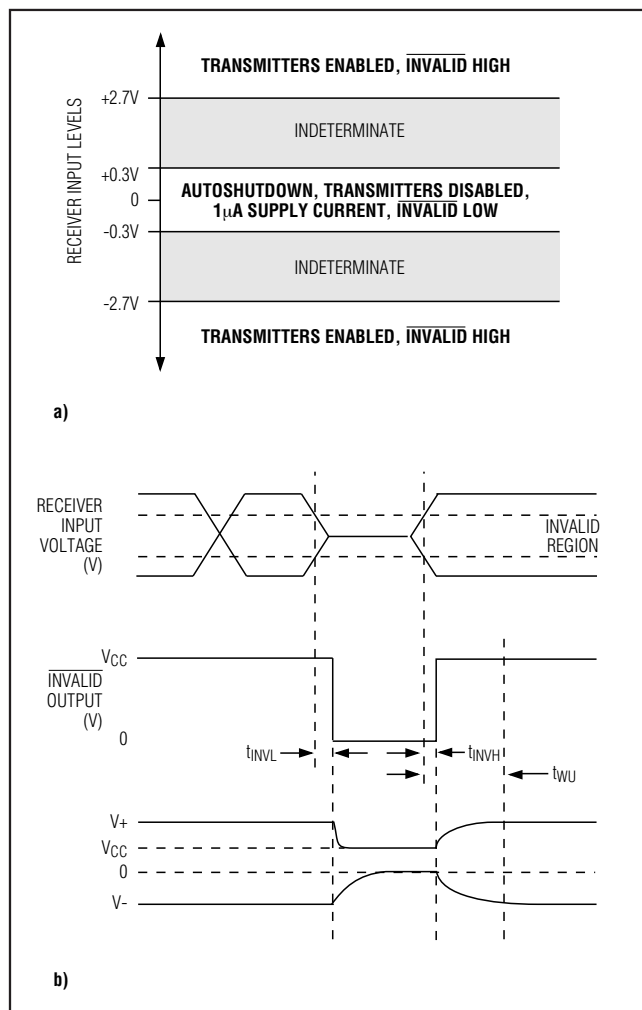 TRANSMITTERS ENABLED, INVALID HIGH
RECEIVER INPUT LEVELS
+2.7V
INDETERMINATE
+0.3V
AUTOSHUTDOWN, TRANSMITTERS DISABLED,
0
1μA SUPPLY CURRENT, INVALID LOW
-0.3V
INDETERMINATE
-2.7V
TRANSMITTERS ENABLED, INVALID HIGH
a)
RECEIVER
INPUT
VOLTAGE
(V)
INVALID
REGION
VCC
INVALID
OUTPUT
(V)
0
tINVL
tINVH
tWU
V+
VCC
0
V-
b)